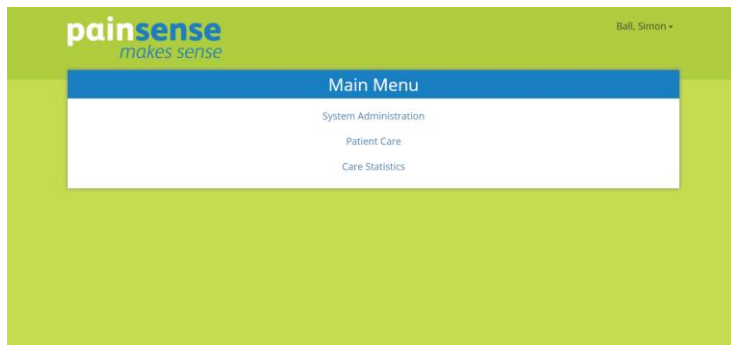 painsense
makes sense
Ball, Simon
Main Menu
System Administration
Patient Care
Care Statistics